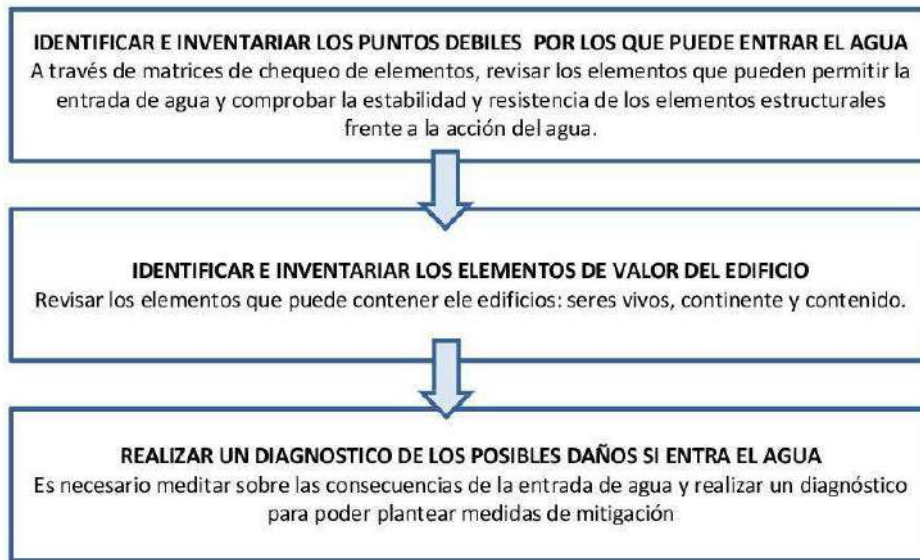 IDENTIFICAR E INVENTARIAR LOS PUNTOS DEBILES POR LOS QUE PUEDE ENTRAR EL AGUA
A través de matrices de chequeo de elementos, revisar los elementos que pueden permitir la
entrada de agua y comprobar la estabilidad y resistencia de los elementos estructurales
frente a la acción del agua.
IDENTIFICAR E INVENTARIAR LOS ELEMENTOS DE VALOR DEL EDIFICIO
Revisar los elementos que puede contener ele edificios: seres vivos, continente y contenido.
REALIZAR UN DIAGNOSTICO DE LOS POSIBLES DAÑOS SI ENTRA EL AGUA
Es necesario meditar sobre las consecuencias de la entrada de agua y realizar un diagnóstico
para poder plantear medidas de mitigación